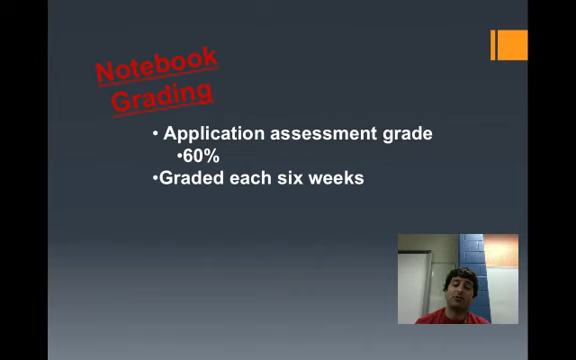 Notebook
Grading
• Application assessment grade
•60%
•Graded each six weeks